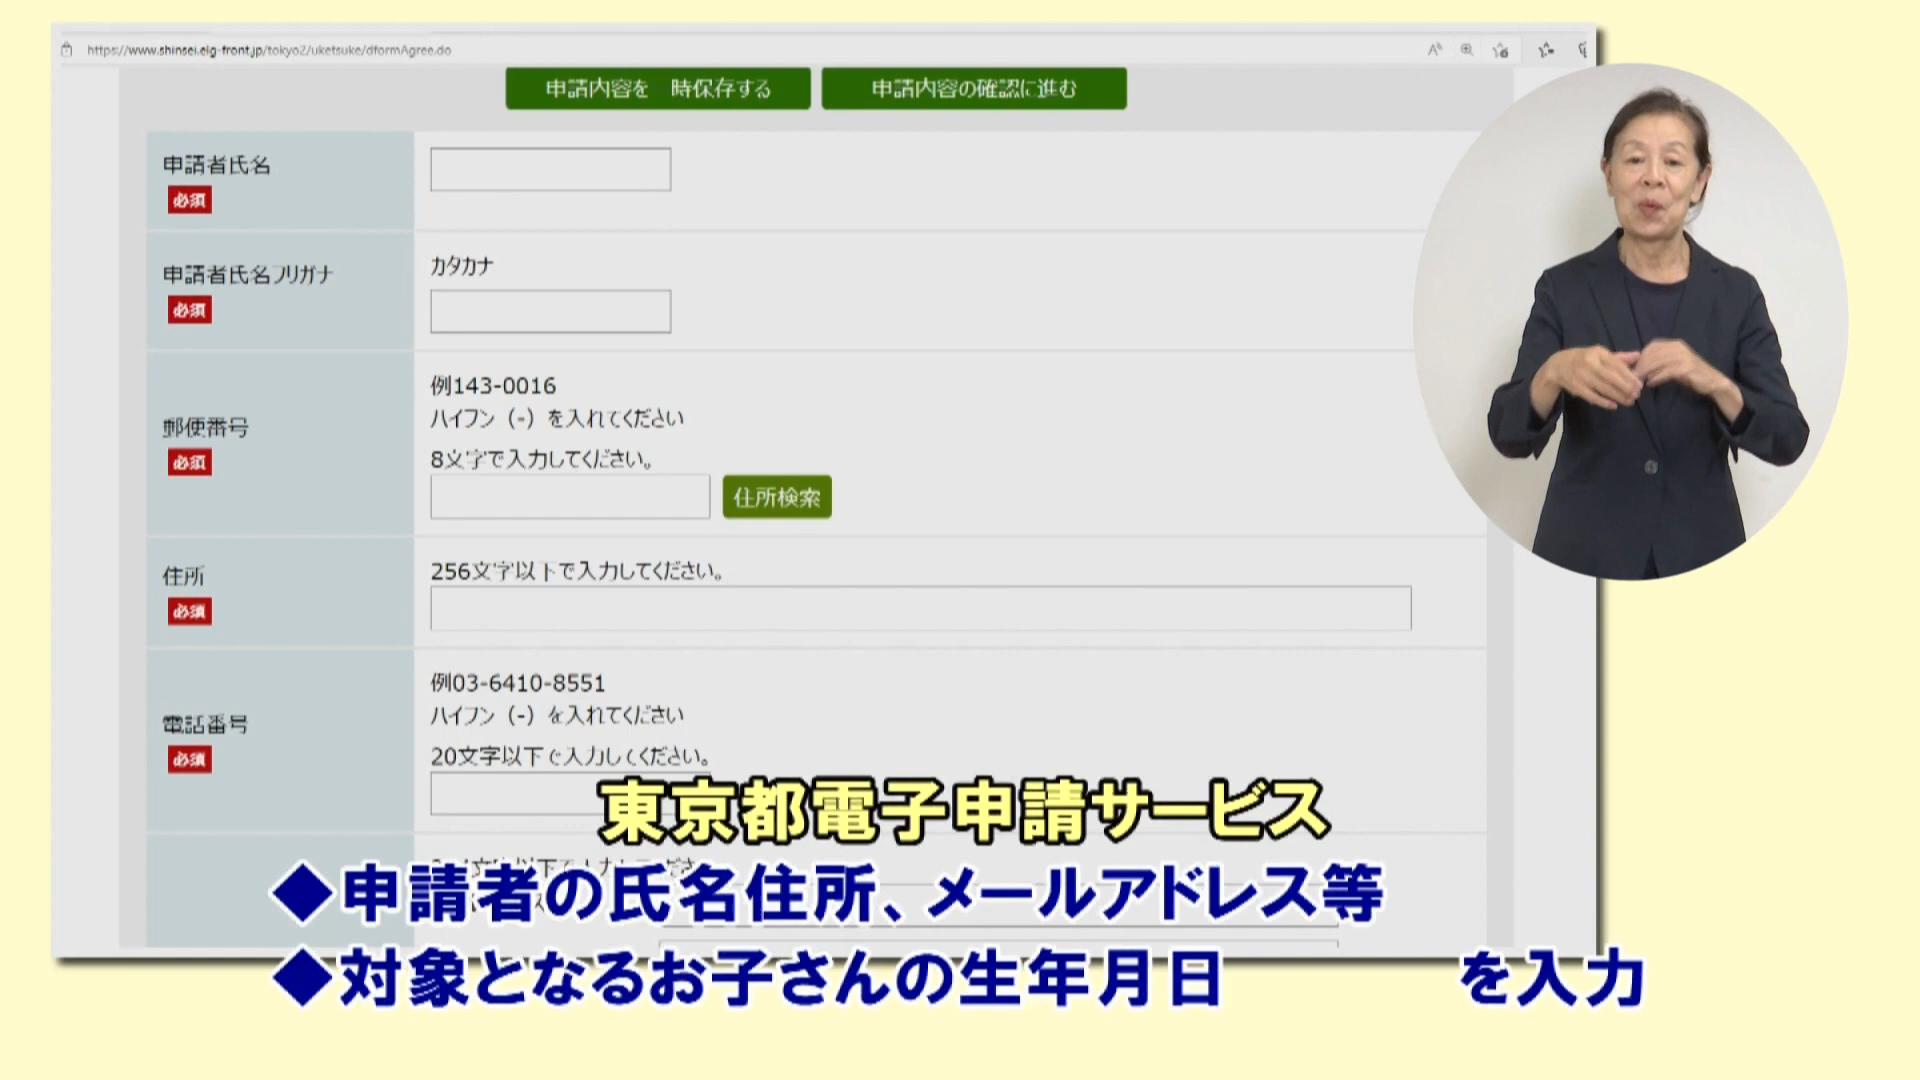 https://www.shinsei.elg-front.jp/tokyo2/uketsuke/dformAgree.do
申請内容を一時保存する
申請内容の確認に進む
申請者氏名
必須
申請者氏名フリガナ
必須
カタカナ
郵便番号
必須
例143-0016
ハイフン（-）を入れてください
8文字で入力してください。
住所検索
住所
必須
256文字以下で入力してください。
電話番号
必須
例03-6410-8551
ハイフン（-）を入れてください
20文字以下で入力してください。
東京都電子申請サービス
◆申請者の氏名住所、メールアドレス等
◆対象となるお子さんの生年月日 を入力